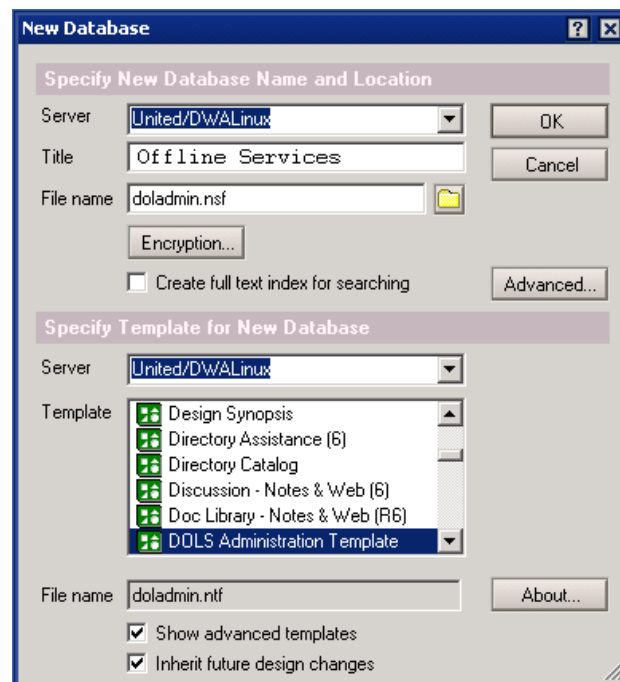 New Database
Specify New Database Name and Location
Server United/DWALinux OK
Title Offline Services Cancel
File name doladmin.nsf
Encryption...
Create full text index for searching Advanced...
Specify Template for New Database
Server United/DWALinux
Template Design Synopsis
Directory Assistance (6)
Directory Catalog
Discussion - Notes & Web (6)
Doc Library - Notes & Web (R6)
DOLS Administration Template
File name doladmin.ntf About...
Show advanced templates
Inherit future design changes